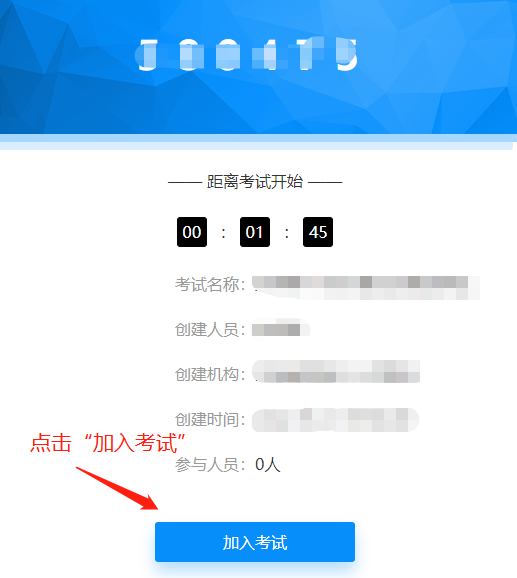 —— 距离考试开始 ——
00 : 01 : 45
考试名称:
创建人员:
创建机构:
创建时间:
点击“加入考试”
参与人员: 0人
加入考试